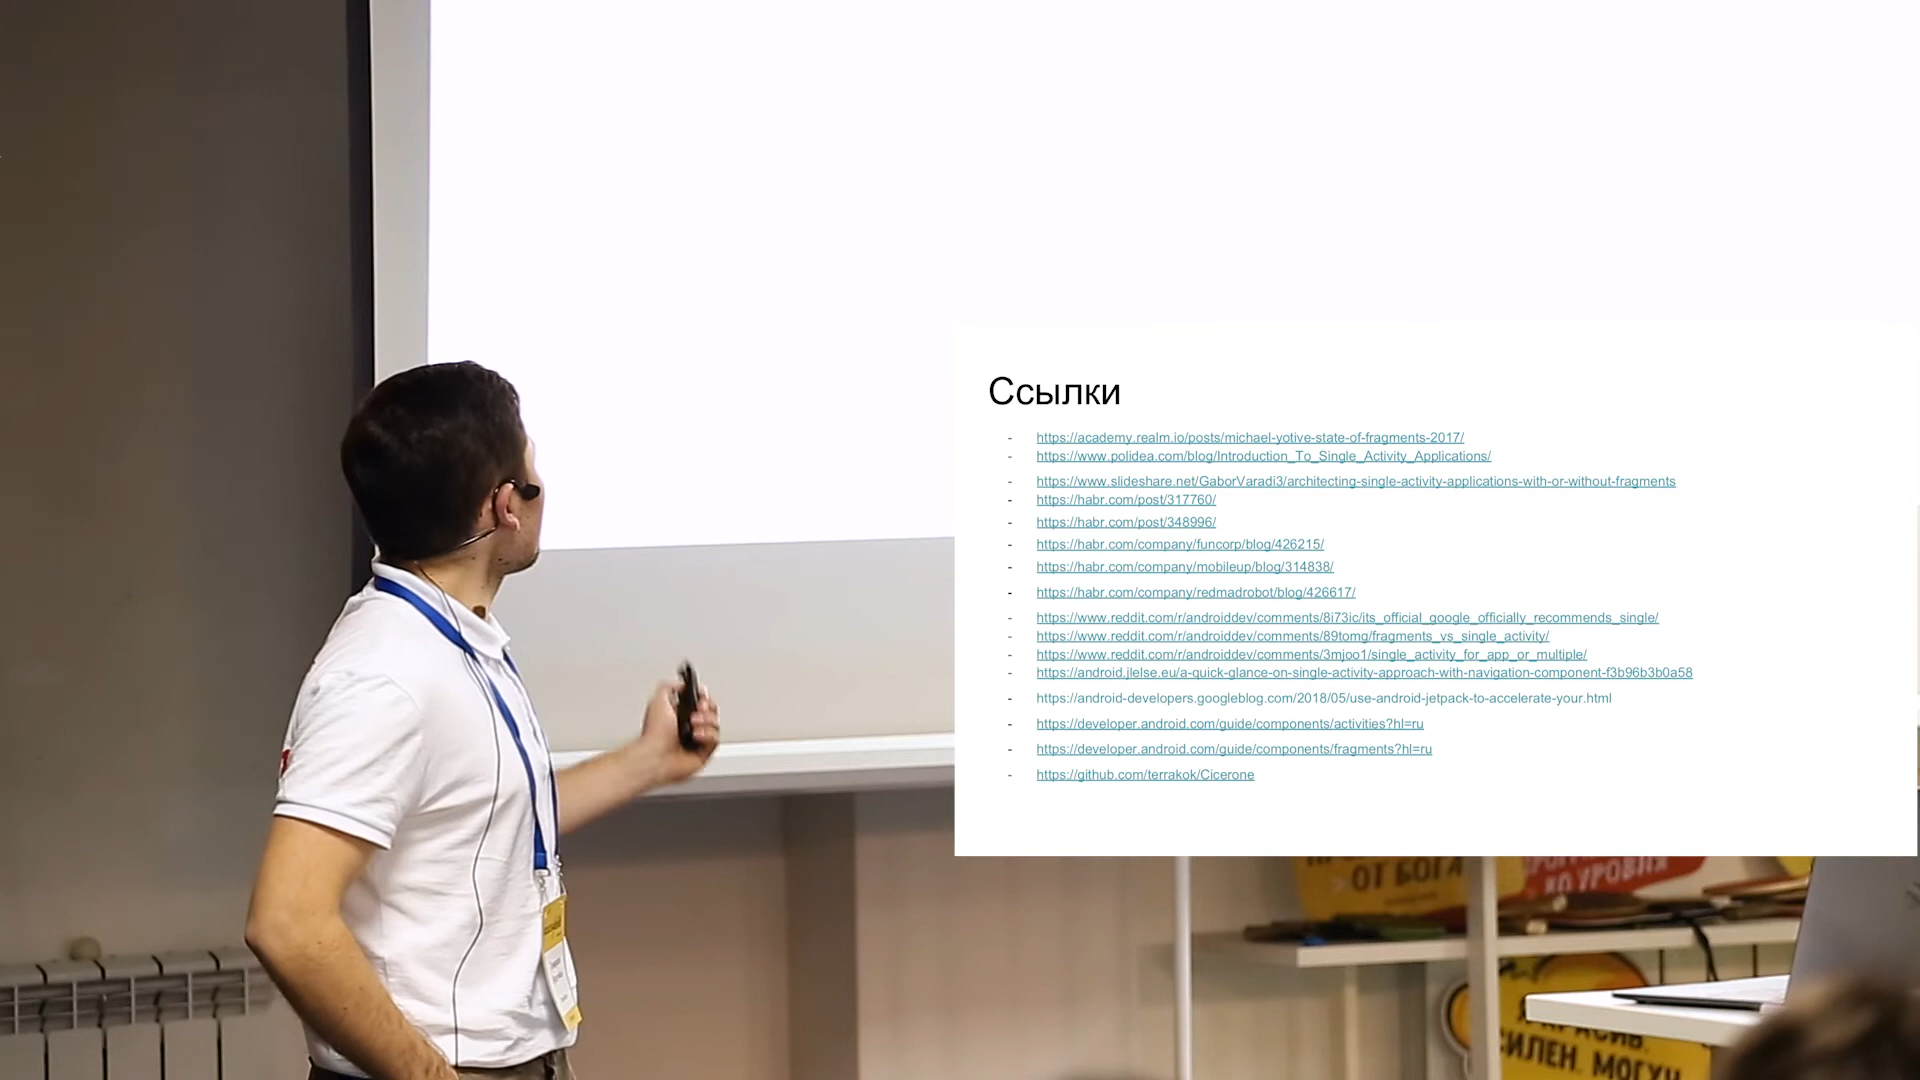 Ссылки
- https://academy.realm.io/posts/michael-yotive-state-of-fragments-2017/
- https://www.polidea.com/blog/Introduction_To_Single_Activity_Applications/
- https://www.slideshare.net/GaborVaradi3/architecting-single-activity-applications-with-or-without-fragments
- https://habr.com/post/317760/
- https://habr.com/post/348996/
- https://habr.com/company/funcorp/blog/426215/
- https://habr.com/company/mobileup/blog/314838/
- https://habr.com/company/redmadrobot/blog/426617/
- https://www.reddit.com/r/androiddev/comments/8i73ic/its_official_google_officially_recommends_single/
- https://www.reddit.com/r/androiddev/comments/89tomg/fragments_vs_single_activity/
- https://www.reddit.com/r/androiddev/comments/3mjoo1/single_activity_for_app_or_multiple/
- https://android.jlelse.eu/a-quick-glance-on-single-activity-approach-with-navigation-component-f3b96b3b0a58
- https://android-developers.googleblog.com/2018/05/use-android-jetpack-to-accelerate-your.html
- https://developer.android.com/guide/components/activities?hl=ru
- https://developer.android.com/guide/components/fragments?hl=ru
- https://github.com/terrakok/Cicerone
ОТ БОГА
УРОВНЯ
СИЛЕН. МОГУЧ